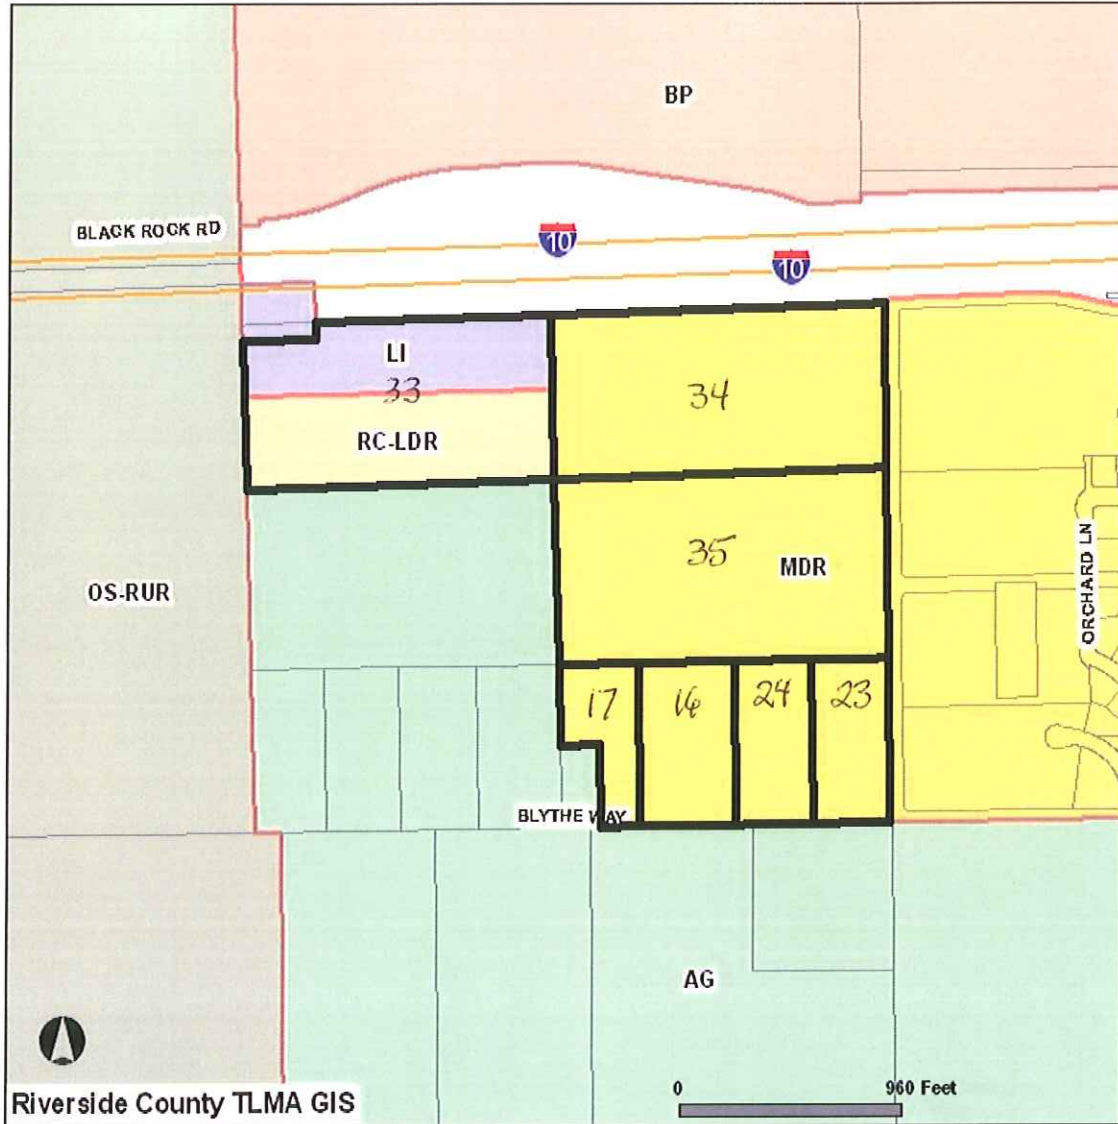 BP
BLACK ROCK RD
10
10
LI
33
34
RC-LDR
35
MDR
OS-RUR
ORCHARD LN
17
16
24
23
BLYTHE WAY
AG
0 960 Feet
Riverside County TLMA GIS